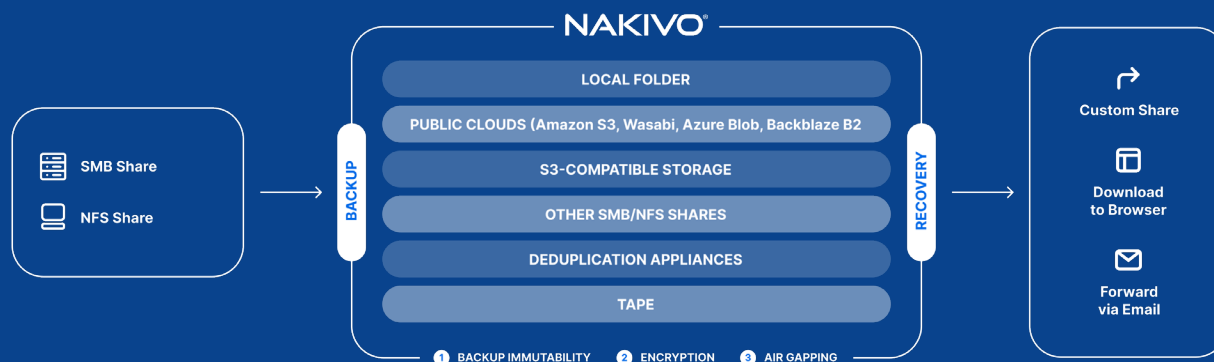 NAKIVO®
SMB Share
NFS Share
BACKUP
LOCAL FOLDER
PUBLIC CLOUDS (Amazon S3, Wasabi, Azure Blob, Backblaze B2
S3-COMPATIBLE STORAGE
OTHER SMB/NFS SHARES
DEDUPLICATION APPLIANCES
TAPE
1 BACKUP IMMUTABILITY 2 ENCRYPTION 3 AIR GAPPING
RECOVERY
Custom Share
Download
to Browser
Forward
via Email